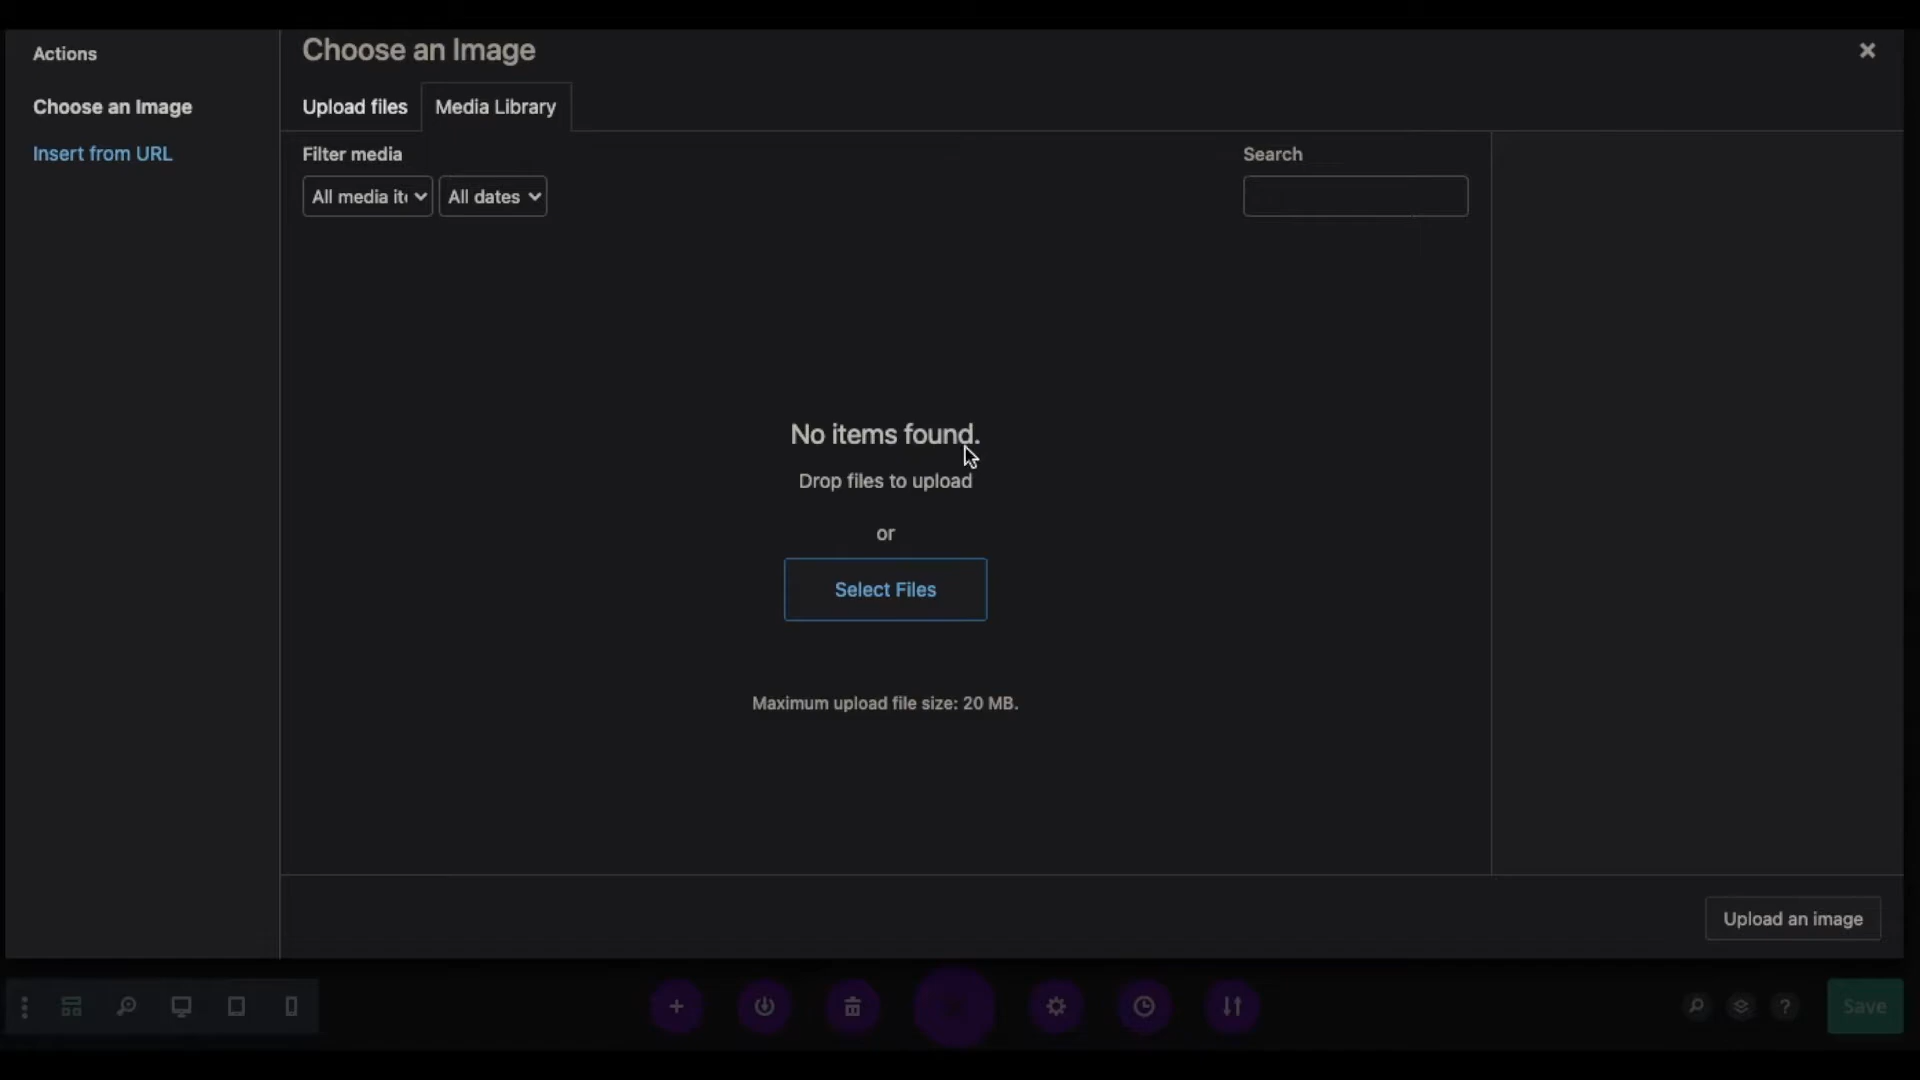 Actions
Choose an Image
Insert from URL
Choose an Image
Upload files
Media Library
Filter media
All media ite
All dates
Search
No items found.
Drop files to upload
or
Select Files
Maximum upload file size: 20 MB.
Upload an image
Save